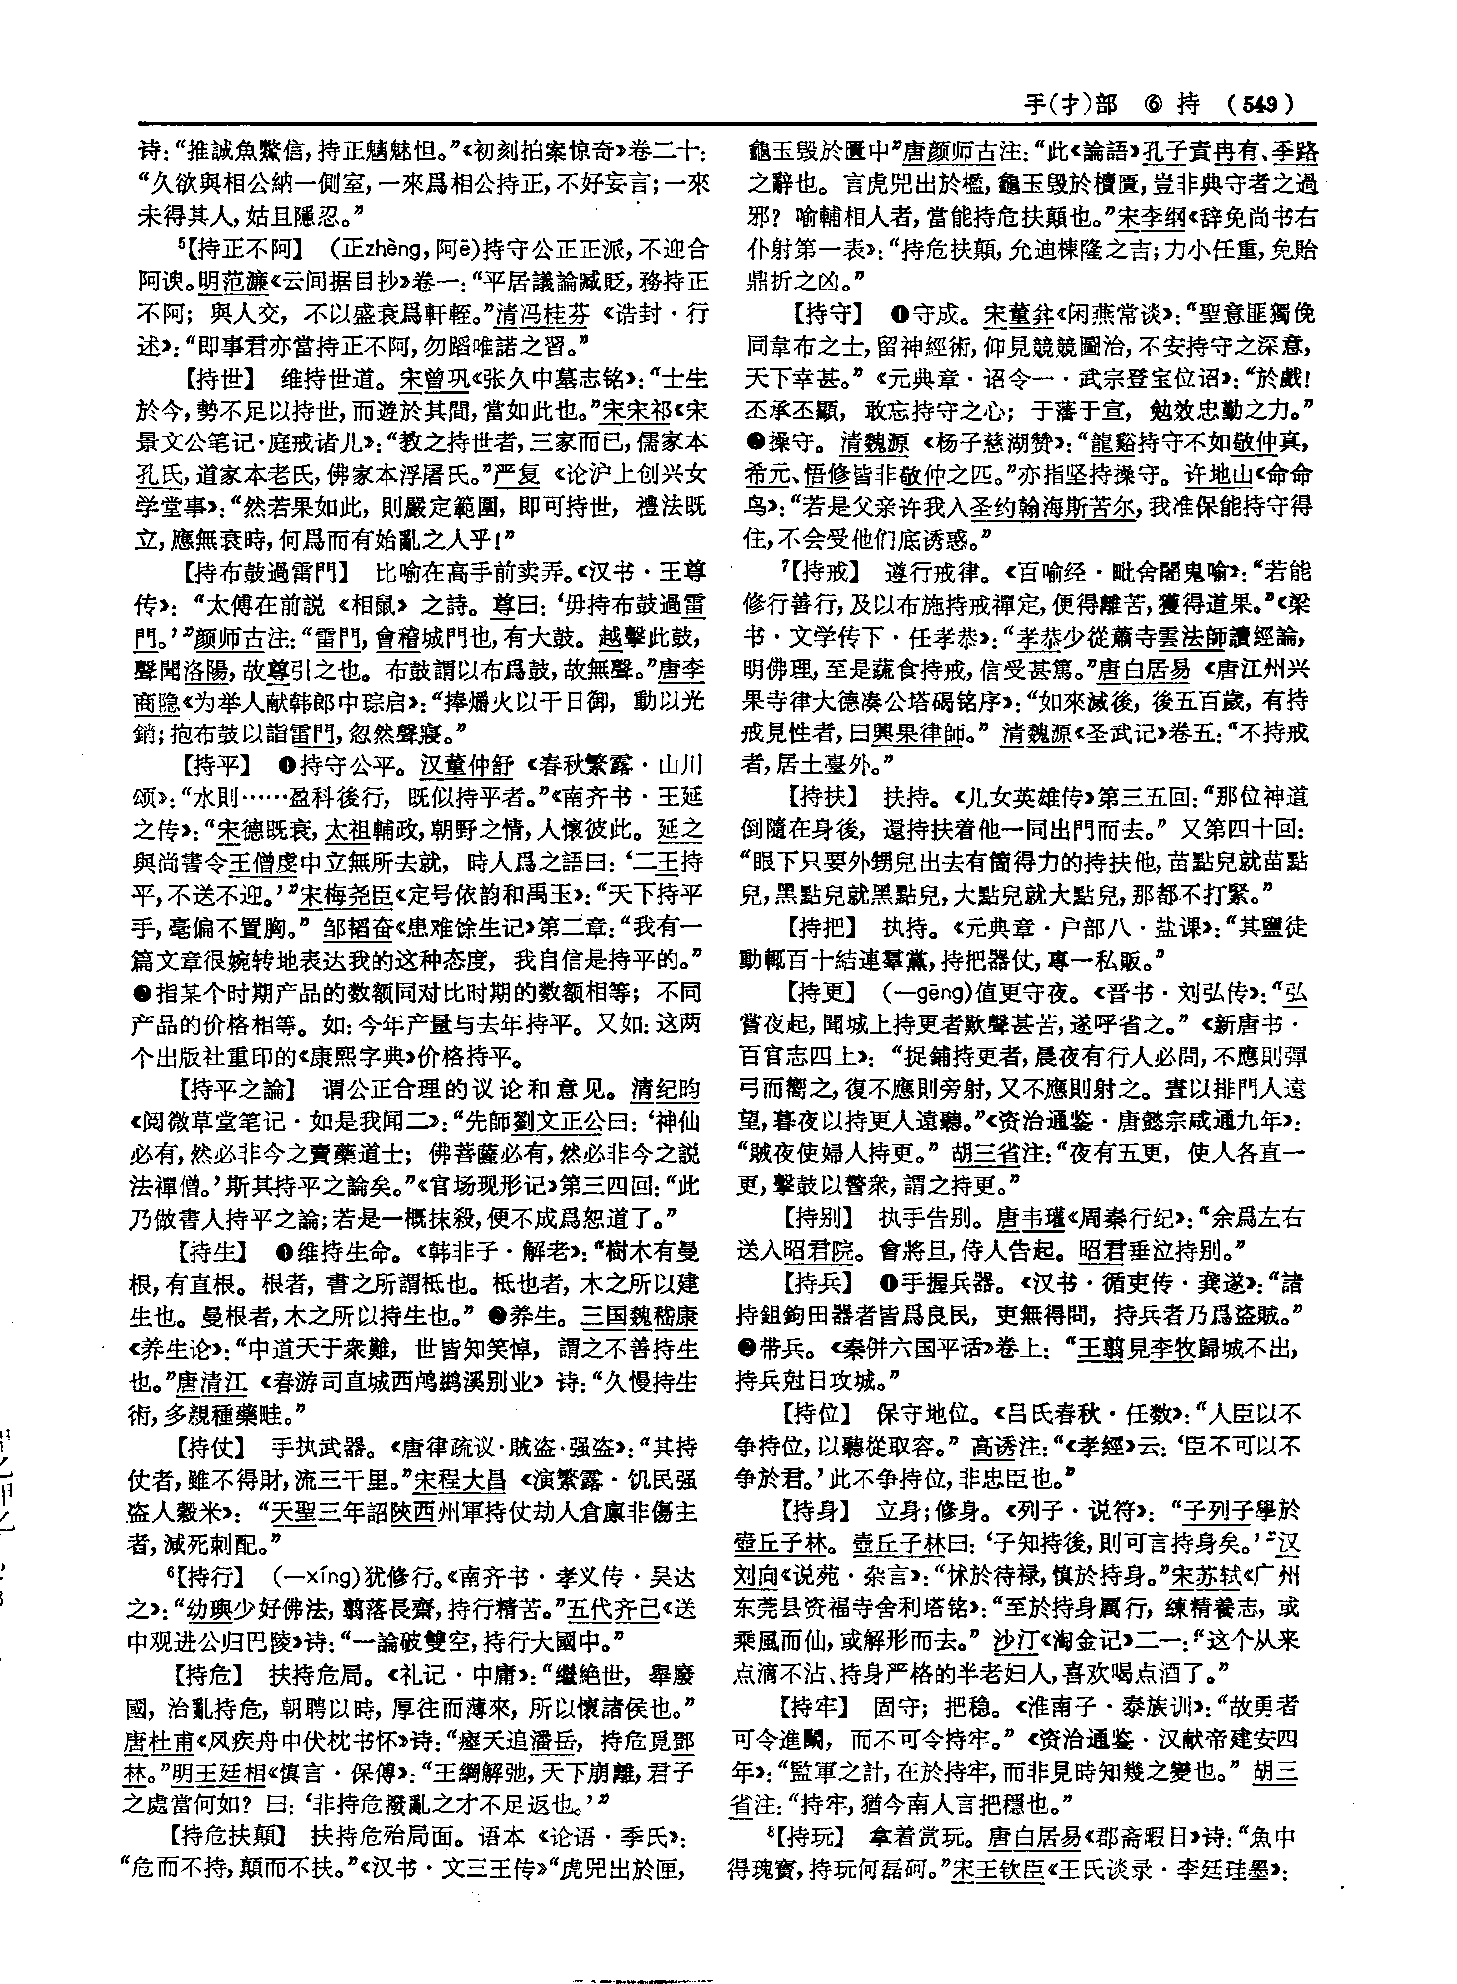 手(扌)部 ⑥ 持 (549)
诗：“推誠魚鱉信，持正魑魅怛。”《初刻拍案惊奇》卷二十：
“久欲與相公納一側室，一來爲相公持正，不好妄言；一來
未得其人，姑且隱忍。”
5【持正不阿】 (正zhèng，阿ē)持守公正正派，不迎合
阿谀。明范濂《云间据目抄》卷一：“平居議論臧貶，務持正
不阿；與人交，不以盛衰爲軒輊。”清冯桂芬《诰封·行
述》：“即事君亦當持正不阿，勿蹈唯諾之習。”
【持世】 维持世道。宋曾巩《张久中墓志铭》：“士生
於今，勢不足以持世，而遊於其間，當如此也。”宋宋祁《宋
景文公笔记·庭戒诸儿》：“教之持世者，三家而已，儒家本
孔氏，道家本老氏，佛家本浮屠氏。”严复《论沪上创兴女
学堂事》：“然若果如此，則嚴定範圍，即可持世，禮法既
立，應無衰時，何爲而有始亂之人乎！”
【持布鼓過雷門】 比喻在高手前卖弄。《汉书·王尊
传》：“太傅在前説《相鼠》之詩。尊曰：‘毋持布鼓過雷
門。’”颜师古注：“雷門，會稽城門也，有大鼓。越擊此鼓，
聲聞洛陽，故尊引之也。布鼓謂以布爲鼓，故無聲。”唐李
商隐《为举人献韩郎中琮启》：“捧爝火以干日御，動以光
銷；抱布鼓以詣雷門，忽然聲寢。”
【持平】 ❶持守公平。汉董仲舒《春秋繁露·山川
颂》：“水則……盈科後行，既似持平者。”《南齐书·王延
之传》：“宋德既衰，太祖輔政，朝野之情，人懷彼此。延之
與尚書令王僧虔中立無所去就，時人爲之語曰：‘二王持
平，不送不迎。’”宋梅尧臣《定号依韵和禹玉》：“天下持平
手，毫偏不置胸。”邹韬奋《患难馀生记》第二章：“我有一
篇文章很婉转地表达我的这种态度，我自信是持平的。”
❷指某个时期产品的数额同对比时期的数额相等；不同
产品的价格相等。如：今年产量与去年持平。又如：这两
个出版社重印的《康熙字典》价格持平。
【持平之論】 谓公正合理的议论和意见。清纪昀
《阅微草堂笔记·如是我闻二》：“先師劉文正公曰：‘神仙
必有，然必非今之賣藥道士；佛菩薩必有，然必非今之説
法禪僧。’斯其持平之論矣。”《官场现形记》第三四回：“此
乃做書人持平之論；若是一概抹殺，便不成爲恕道了。”
【持生】 ❶维持生命。《韩非子·解老》：“樹木有曼
根，有直根。根者，書之所謂柢也。柢也者，木之所以建
生也。曼根者，木之所以持生也。”❷养生。三国魏嵇康
《养生论》：“中道夭于衆難，世皆知笑悼，謂之不善持生
也。”唐清江《春游司直城西鸬鹚溪别业》诗：“久慢持生
術，多親種藥畦。”
【持仗】 手执武器。《唐律疏议·贼盗·强盗》：“其持
仗者，雖不得財，流三千里。”宋程大昌《演繁露·饥民强
盗人穀米》：“天聖三年詔陝西州軍持仗劫人倉廪非傷主
者，減死刺配。”
6【持行】 (—xíng)犹修行。《南齐书·孝义传·吴达
之》：“幼璵少好佛法，翦落長齋，持行精苦。”五代齐己《送
中观进公归巴陵》诗：“一論破雙空，持行大國中。”
【持危】 扶持危局。《礼记·中庸》：“繼絶世，舉廢
國，治亂持危，朝聘以時，厚往而薄來，所以懷諸侯也。”
唐杜甫《风疾舟中伏枕书怀》诗：“瘞夭追潘岳，持危覓鄧
林。”明王廷相《慎言·保傅》：“王綱解弛，天下崩離，君子
之處當何如？曰：‘非持危撥亂之才不足返也。’”
【持危扶顛】 扶持危殆局面。语本《论语·季氏》：
“危而不持，顛而不扶。”《汉书·文三王传》“虎兕出於匣，
龜玉毁於匱中”唐颜师古注：“此《論語》孔子責冉有、季路
之辭也。言虎兕出於檻，龜玉毁於櫝匱，豈非典守者之過
邪？喻輔相人者，當能持危扶顛也。”宋李纲《辞免尚书右
仆射第一表》：“持危扶顛，允迪棟隆之吉；力小任重，免貽
鼎折之凶。”
【持守】 ❶守成。宋董弅《闲燕常谈》：“聖意匪獨俛
同韋布之士，留神經術，仰見兢兢圖治，不安持守之深意，
天下幸甚。”《元典章·诏令一·武宗登宝位诏》：“於戲！
丕承丕顯，敢忘持守之心；于藩于宣，勉效忠勤之力。”
❷操守。清魏源《杨子慈湖赞》：“龍谿持守不如敬仲真，
希元、悟修皆非敬仲之匹。”亦指坚持操守。许地山《命命
鸟》：“若是父亲许我入圣约翰海斯苦尔，我准保能持守得
住，不会受他们底诱惑。”
7【持戒】 遵行戒律。《百喻经·毗舍闍鬼喻》：“若能
修行善行，及以布施持戒禪定，便得離苦，獲得道果。”《梁
书·文学传下·任孝恭》：“孝恭少從蕭寺雲法師讀經論，
明佛理，至是蔬食持戒，信受甚篤。”唐白居易《唐江州兴
果寺律大德凑公塔碣铭序》：“如來滅後，後五百歲，有持
戒見性者，曰興果律師。”清魏源《圣武记》卷五：“不持戒
者，居土臺外。”
【持扶】 扶持。《儿女英雄传》第三五回：“那位神道
倒隨在身後，還持扶着他一同出門而去。”又第四十回：
“眼下只要外甥兒出去有箇得力的持扶他，苗點兒就苗點
兒，黑點兒就黑點兒，大點兒就大點兒，那都不打緊。”
【持把】 执持。《元典章·户部八·盐课》：“其鹽徒
動輒百十結連羣黨，持把器仗，專一私販。”
【持更】 (—gēng)值更守夜。《晋书·刘弘传》：“弘
嘗夜起，聞城上持更者歎聲甚苦，遂呼省之。”《新唐书·
百官志四上》：“捉鋪持更者，晨夜有行人必問，不應則彈
弓而嚮之，復不應則旁射，又不應則射之。晝以排門人遠
望，暮夜以持更人遠聽。”《资治通鉴·唐懿宗咸通九年》：
“賊夜使婦人持更。”胡三省注：“夜有五更，使人各直一
更，擊鼓以警衆，謂之持更。”
【持别】 执手告别。唐韦瓘《周秦行纪》：“余爲左右
送入昭君院。會將旦，侍人告起。昭君垂泣持别。”
【持兵】 ❶手握兵器。《汉书·循吏传·龚遂》：“諸
持鉏鉤田器者皆爲良民，吏無得問，持兵者乃爲盜賊。”
❷带兵。《秦併六国平话》卷上：“王翦見李牧歸城不出，
持兵尅日攻城。”
【持位】 保守地位。《吕氏春秋·任数》：“人臣以不
争持位，以聽從取容。”高诱注：“《孝經》云：‘臣不可以不
争於君。’此不争持位，非忠臣也。”
【持身】 立身；修身。《列子·说符》：“子列子學於
壺丘子林。壺丘子林曰：‘子知持後，則可言持身矣。’”汉
刘向《说苑·杂言》：“怵於待禄，慎於持身。”宋苏轼《广州
东莞县资福寺舍利塔铭》：“至於持身厲行，練精養志，或
乘風而仙，或解形而去。”沙汀《淘金记》二一：“这个从来
点滴不沾、持身严格的半老妇人，喜欢喝点酒了。”
【持牢】 固守；把稳。《淮南子·泰族训》：“故勇者
可令進鬭，而不可令持牢。”《资治通鉴·汉献帝建安四
年》：“監軍之計，在於持牢，而非見時知幾之變也。”胡三
省注：“持牢，猶今南人言把穩也。”
8【持玩】 拿着赏玩。唐白居易《郡斋暇日》诗：“魚中
得瑰寶，持玩何磊砢。”宋王钦臣《王氏谈录·李廷珪墨》：